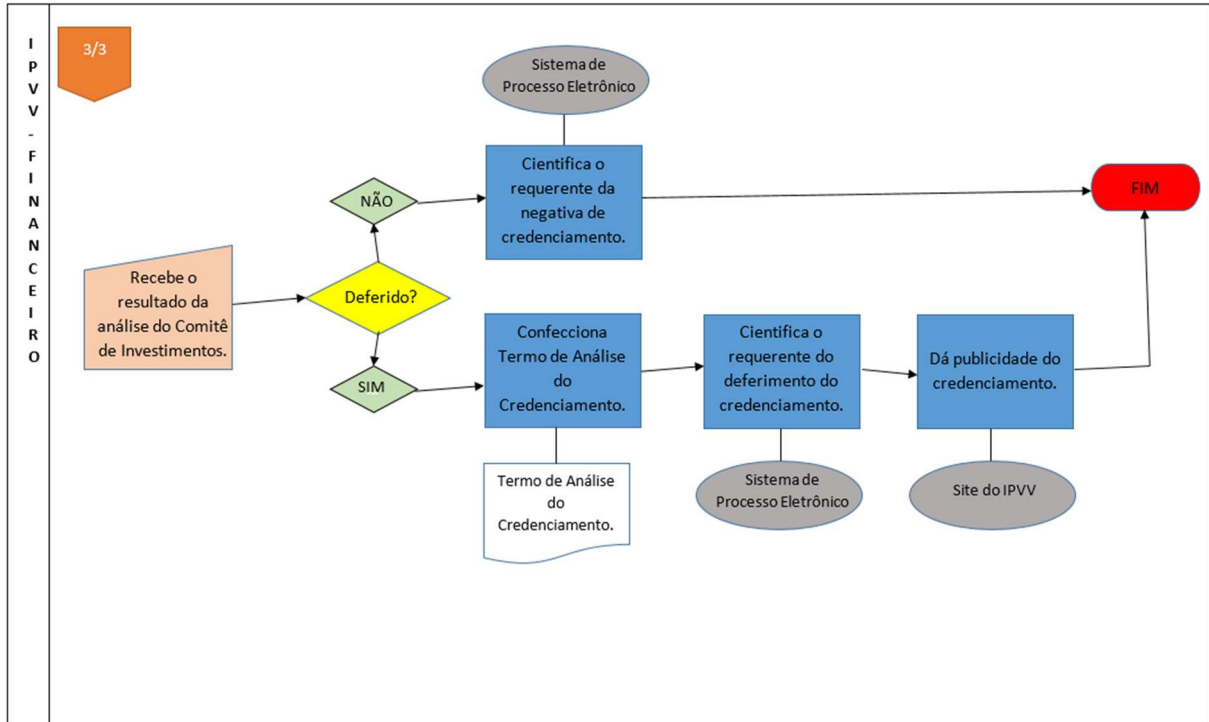 I
P
V
V
-
F
I
N
A
N
C
E
I
R
O
3/3
Sistema de
Processo Eletrônico
Cientifica o
requerente da
negativa de
credenciamento.
NÃO
FIM
Recebe o
resultado da
análise do Comitê
de Investimentos.
Deferido?
SIM
Confecciona
Termo de Análise
do
Credenciamento.
Cientifica o
requerente do
deferimento do
credenciamento.
Dá publicidade do
credenciamento.
Termo de Análise
do
Credenciamento.
Sistema de
Processo Eletrônico
Site do IPVV